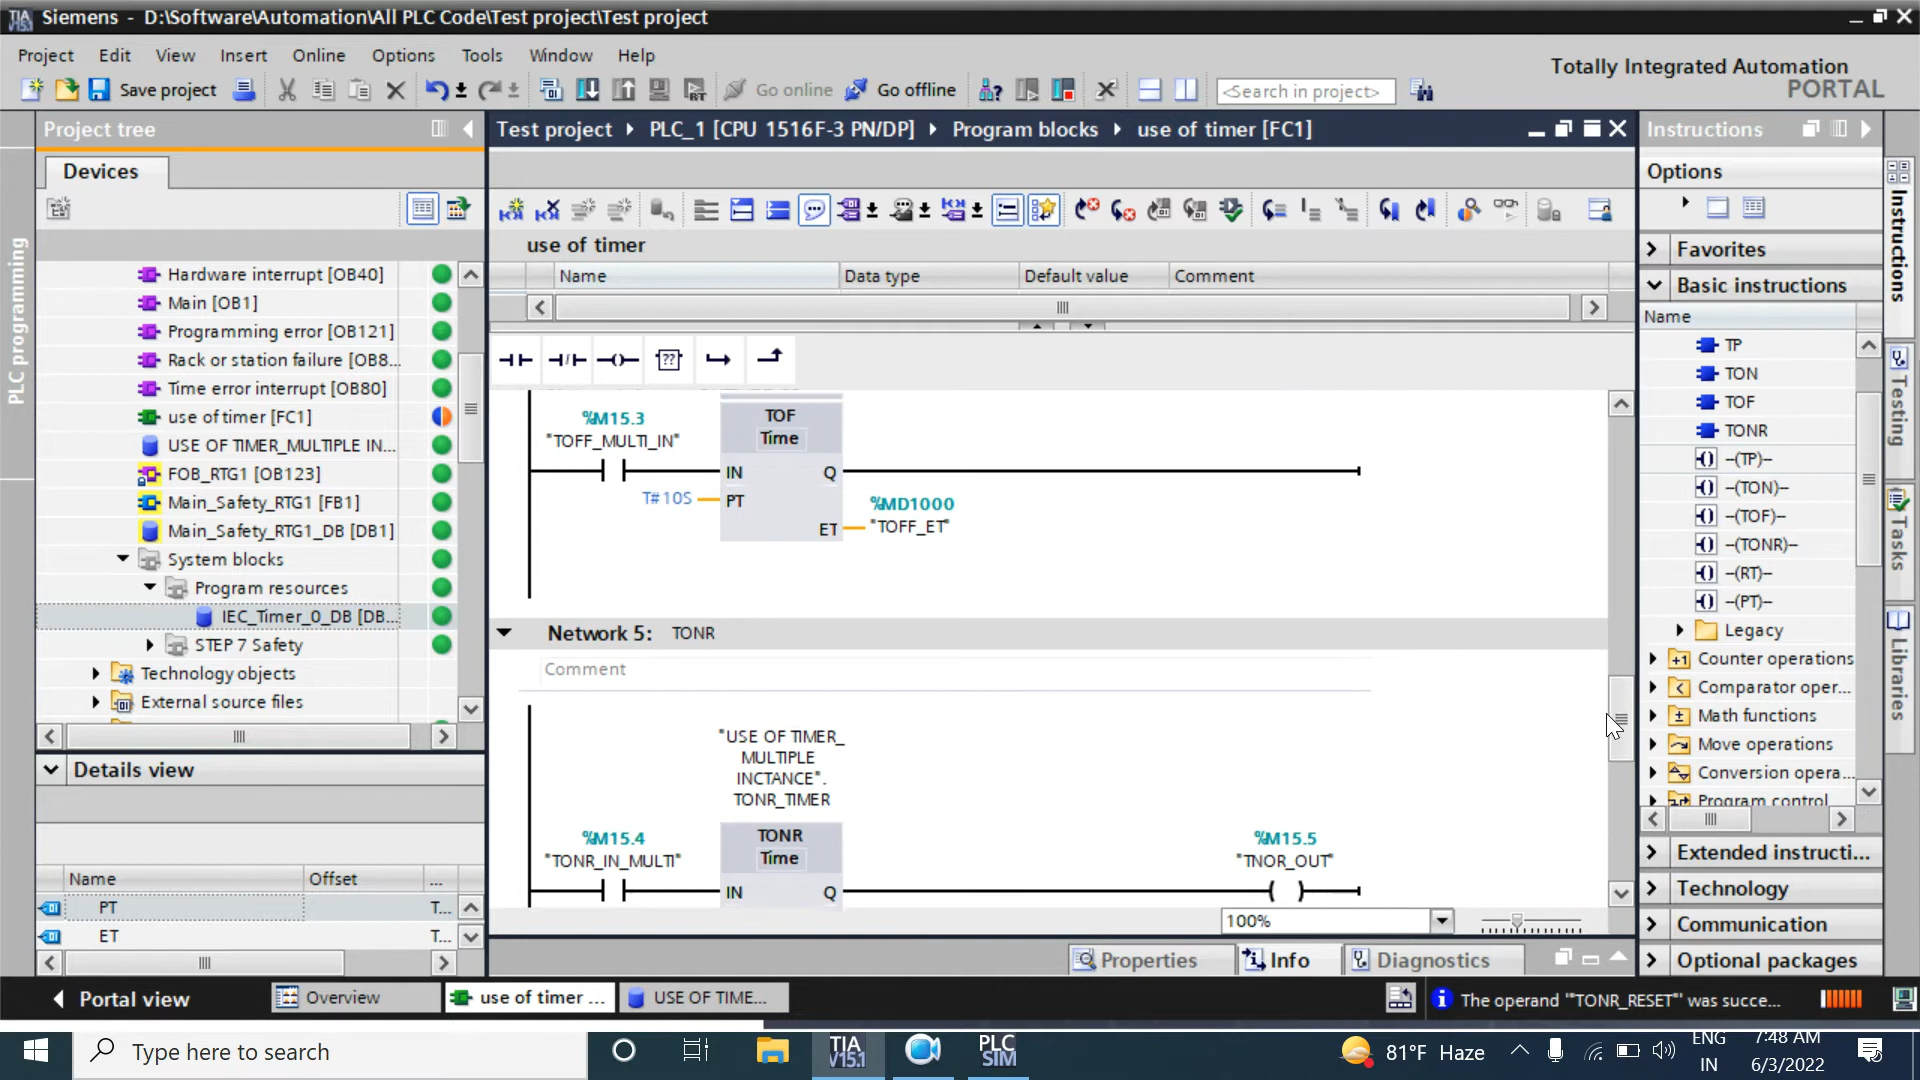 Siemens - D:\Software\Automation\All PLC Code\Test project\Test project
Project Edit View Insert Online Options Tools Window Help
Totally Integrated Automation
PORTAL
Save project Go online Go offline <Search in project>
Project tree
Test project PLC_1 [CPU 1516F-3 PN/DP] Program blocks use of timer [FC1]
Instructions
Devices
Options
PLC programming
Instructions
Testing
Tasks
Libraries
use of timer
Name Data type Default value Comment
Hardware interrupt [OB40]
Main [OB1]
Programming error [OB121]
Rack or station failure [OB8...
Time error interrupt [OB80]
use of timer [FC1]
USE OF TIMER_MULTIPLE IN...
FOB_RTG1 [OB123]
Main_Safety_RTG1 [FB1]
Main_Safety_RTG1_DB [DB1]
System blocks
Program resources
IEC_Timer_0_DB [DB...
STEP 7 Safety
Technology objects
External source files
Details view
Name Offset ...
PT T...
ET T...
%M15.3
"TOFF_MULTI_IN"
TOF
Time
IN Q
T#10S PT
%MD1000
ET "TOFF_ET"
Network 5: TONR
Comment
"USE OF TIMER_
MULTIPLE
INCTANCE".
TONR_TIMER
%M15.4
"TONR_IN_MULTI"
TONR
Time
IN Q
%M15.5
"TNOR_OUT"
100%
Favorites
Basic instructions
Name
TP
TON
TOF
TONR
-(TP)-
-(TON)-
-(TOF)-
-(TONR)-
-(RT)-
-(PT)-
Legacy
Counter operations
Comparator oper...
Math functions
Move operations
Conversion opera...
Program control
Extended instructi...
Technology
Communication
Optional packages
Properties Info Diagnostics
Portal view Overview use of timer ... USE OF TIME...
The operand '"TONR_RESET"' was succe...
Type here to search
TIA
V15.1
PLC
SIM
81°F Haze
ENG
IN
7:48 AM
6/3/2022